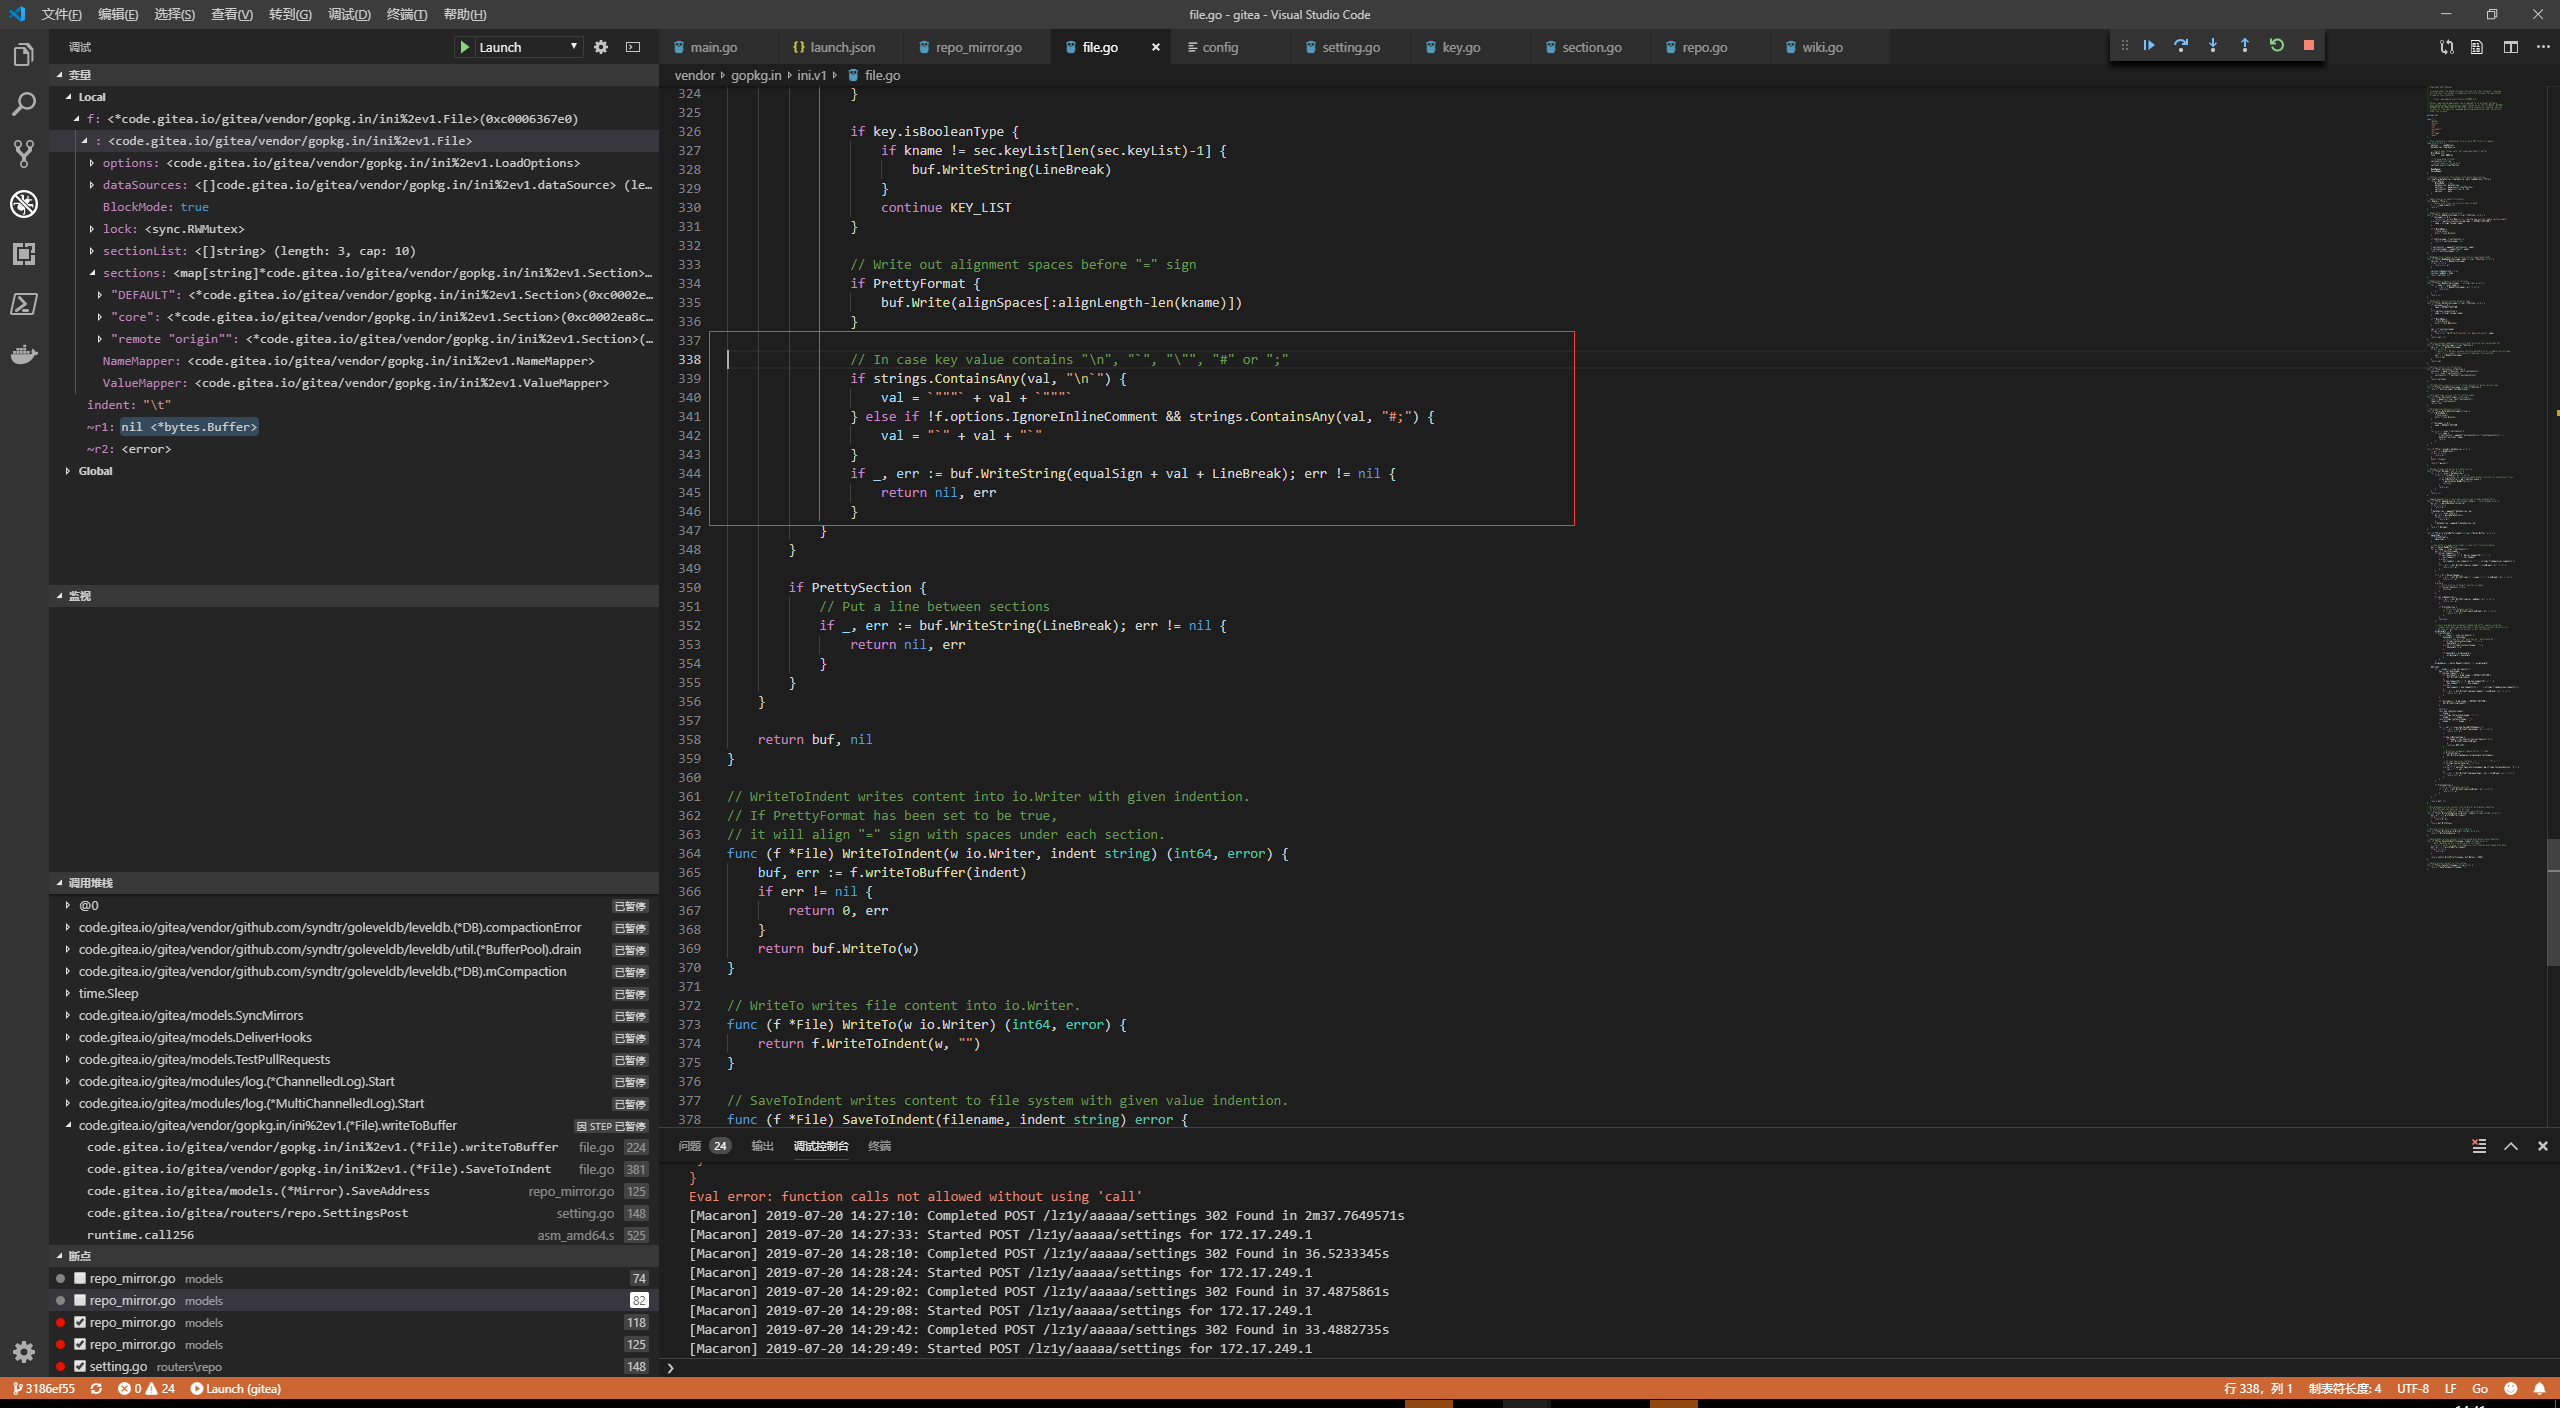 文件(F) 编辑(E) 选择(S) 查看(V) 转到(G) 调试(D) 终端(T) 帮助(H)
file.go - gitea - Visual Studio Code
调试
Launch
变量
Local
f: <*code.gitea.io/gitea/vendor/gopkg.in/ini%2ev1.File>(0xc0006367e0)
: <code.gitea.io/gitea/vendor/gopkg.in/ini%2ev1.File>
options: <code.gitea.io/gitea/vendor/gopkg.in/ini%2ev1.LoadOptions>
dataSources: <[]code.gitea.io/gitea/vendor/gopkg.in/ini%2ev1.dataSource> (le…
BlockMode: true
lock: <sync.RWMutex>
sectionList: <[]string> (length: 3, cap: 10)
sections: <map[string]*code.gitea.io/gitea/vendor/gopkg.in/ini%2ev1.Section>…
"DEFAULT": <*code.gitea.io/gitea/vendor/gopkg.in/ini%2ev1.Section>(0xc0002e…
"core": <*code.gitea.io/gitea/vendor/gopkg.in/ini%2ev1.Section>(0xc0002ea8c…
"remote "origin"": <*code.gitea.io/gitea/vendor/gopkg.in/ini%2ev1.Section>(…
NameMapper: <code.gitea.io/gitea/vendor/gopkg.in/ini%2ev1.NameMapper>
ValueMapper: <code.gitea.io/gitea/vendor/gopkg.in/ini%2ev1.ValueMapper>
indent: "\t"
~r1: nil <*bytes.Buffer>
~r2: <error>
Global
监视
调用堆栈
@0 已暂停
code.gitea.io/gitea/vendor/github.com/syndtr/goleveldb/leveldb.(*DB).compactionError 已暂停
code.gitea.io/gitea/vendor/github.com/syndtr/goleveldb/leveldb/util.(*BufferPool).drain 已暂停
code.gitea.io/gitea/vendor/github.com/syndtr/goleveldb/leveldb.(*DB).mCompaction 已暂停
time.Sleep 已暂停
code.gitea.io/gitea/models.SyncMirrors 已暂停
code.gitea.io/gitea/models.DeliverHooks 已暂停
code.gitea.io/gitea/models.TestPullRequests 已暂停
code.gitea.io/gitea/modules/log.(*ChannelledLog).Start 已暂停
code.gitea.io/gitea/modules/log.(*MultiChannelledLog).Start 已暂停
code.gitea.io/gitea/vendor/gopkg.in/ini%2ev1.(*File).writeToBuffer 因 STEP 已暂停
code.gitea.io/gitea/vendor/gopkg.in/ini%2ev1.(*File).writeToBuffer file.go 224
code.gitea.io/gitea/vendor/gopkg.in/ini%2ev1.(*File).SaveToIndent file.go 381
code.gitea.io/gitea/models.(*Mirror).SaveAddress repo_mirror.go 125
code.gitea.io/gitea/routers/repo.SettingsPost setting.go 148
runtime.call256 asm_amd64.s 525
断点
repo_mirror.go models 74
repo_mirror.go models 82
repo_mirror.go models 118
repo_mirror.go models 125
setting.go routers\repo 148
main.go launch.json repo_mirror.go file.go config setting.go key.go section.go repo.go wiki.go
vendor gopkg.in ini.v1 file.go
324 }
325
326 if key.isBooleanType {
327 if kname != sec.keyList[len(sec.keyList)-1] {
328 buf.WriteString(LineBreak)
329 }
330 continue KEY_LIST
331 }
332
333 // Write out alignment spaces before "=" sign
334 if PrettyFormat {
335 buf.Write(alignSpaces[:alignLength-len(kname)])
336 }
337
338 // In case key value contains "\n", "`", "\"", "#" or ";"
339 if strings.ContainsAny(val, "\n`") {
340 val = `"""` + val + `"""`
341 } else if !f.options.IgnoreInlineComment && strings.ContainsAny(val, "#;") {
342 val = "`" + val + "`"
343 }
344 if _, err := buf.WriteString(equalSign + val + LineBreak); err != nil {
345 return nil, err
346 }
347 }
348 }
349
350 if PrettySection {
351 // Put a line between sections
352 if _, err := buf.WriteString(LineBreak); err != nil {
353 return nil, err
354 }
355 }
356 }
357
358 return buf, nil
359 }
360
361 // WriteToIndent writes content into io.Writer with given indention.
362 // If PrettyFormat has been set to be true,
363 // it will align "=" sign with spaces under each section.
364 func (f *File) WriteToIndent(w io.Writer, indent string) (int64, error) {
365 buf, err := f.writeToBuffer(indent)
366 if err != nil {
367 return 0, err
368 }
369 return buf.WriteTo(w)
370 }
371
372 // WriteTo writes file content into io.Writer.
373 func (f *File) WriteTo(w io.Writer) (int64, error) {
374 return f.WriteToIndent(w, "")
375 }
376
377 // SaveToIndent writes content to file system with given value indention.
378 func (f *File) SaveToIndent(filename, indent string) error {
问题 24 输出 调试控制台 终端
}
Eval error: function calls not allowed without using 'call'
[Macaron] 2019-07-20 14:27:10: Completed POST /lz1y/aaaaa/settings 302 Found in 2m37.7649571s
[Macaron] 2019-07-20 14:27:33: Started POST /lz1y/aaaaa/settings for 172.17.249.1
[Macaron] 2019-07-20 14:28:10: Completed POST /lz1y/aaaaa/settings 302 Found in 36.5233345s
[Macaron] 2019-07-20 14:28:24: Started POST /lz1y/aaaaa/settings for 172.17.249.1
[Macaron] 2019-07-20 14:29:02: Completed POST /lz1y/aaaaa/settings 302 Found in 37.4875861s
[Macaron] 2019-07-20 14:29:08: Started POST /lz1y/aaaaa/settings for 172.17.249.1
[Macaron] 2019-07-20 14:29:42: Completed POST /lz1y/aaaaa/settings 302 Found in 33.4882735s
[Macaron] 2019-07-20 14:29:49: Started POST /lz1y/aaaaa/settings for 172.17.249.1
3186ef55 0 24 Launch (gitea)
行 338，列 1 制表符长度: 4 UTF-8 LF Go